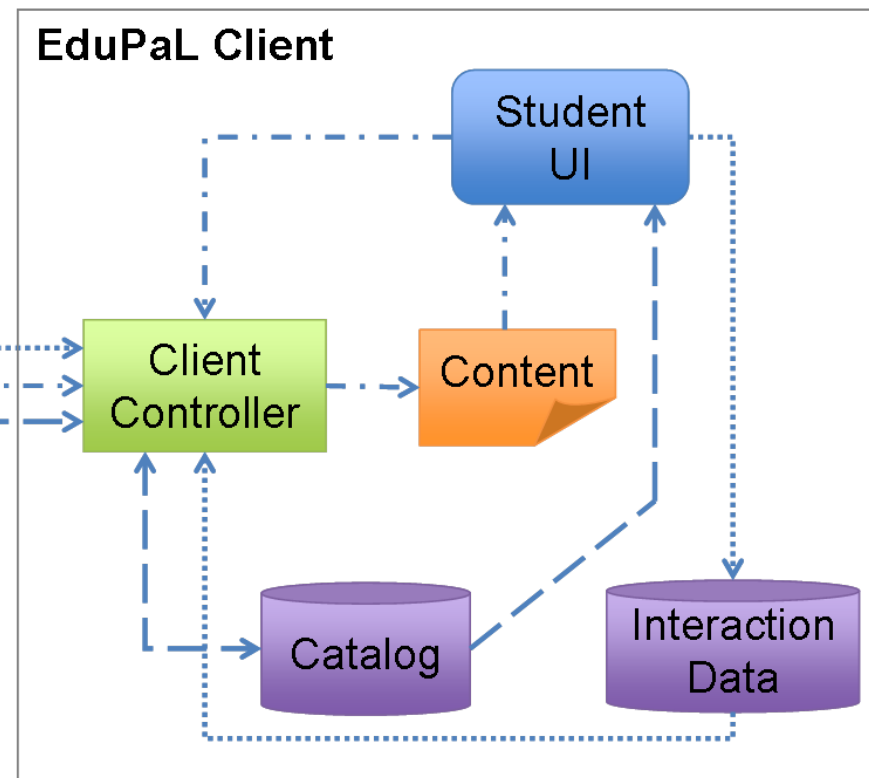 EduPaL Client
Student
UI
Client
Controller
Content
Catalog
Interaction
Data